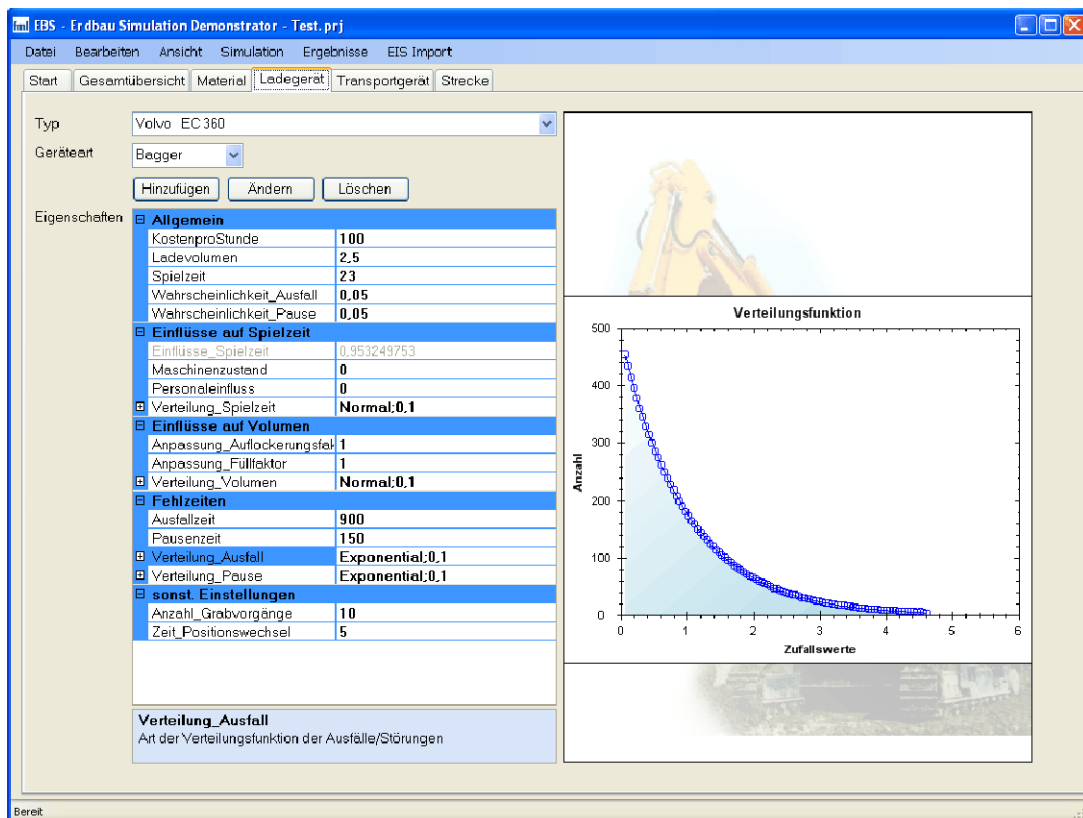 fml EBS - Erdbau Simulation Demonstrator - Test.prj
Datei Bearbeiten Ansicht Simulation Ergebnisse EIS Import
Start Gesamtübersicht Material Ladegerät Transportgerät Strecke
Typ Volvo EC360
Geräteart Bagger
Hinzufügen Ändern Löschen
Eigenschaften
Allgemein
KostenproStunde 100
Ladevolumen 2,5
Spielzeit 23
Wahrscheinlichkeit_Ausfall 0,05
Wahrscheinlichkeit_Pause 0,05
Einflüsse auf Spielzeit
Einflüsse_Spielzeit 0,953249753
Maschinenzustand 0
Personaleinfluss 0
Verteilung_Spielzeit Normal;0,1
Einflüsse auf Volumen
Anpassung_Auflockerungsfak 1
Anpassung_Füllfaktor 1
Verteilung_Volumen Normal;0,1
Fehlzeiten
Ausfallzeit 900
Pausenzeit 150
Verteilung_Ausfall Exponential;0,1
Verteilung_Pause Exponential;0,1
sonst. Einstellungen
Anzahl_Grabvorgänge 10
Zeit_Positionswechsel 5
Verteilung_Ausfall
Art der Verteilungsfunktion der Ausfälle/Störungen
Verteilungsfunktion
500
400
300
200
100
0
Anzahl
0 1 2 3 4 5 6
Zufallswerte
Bereit